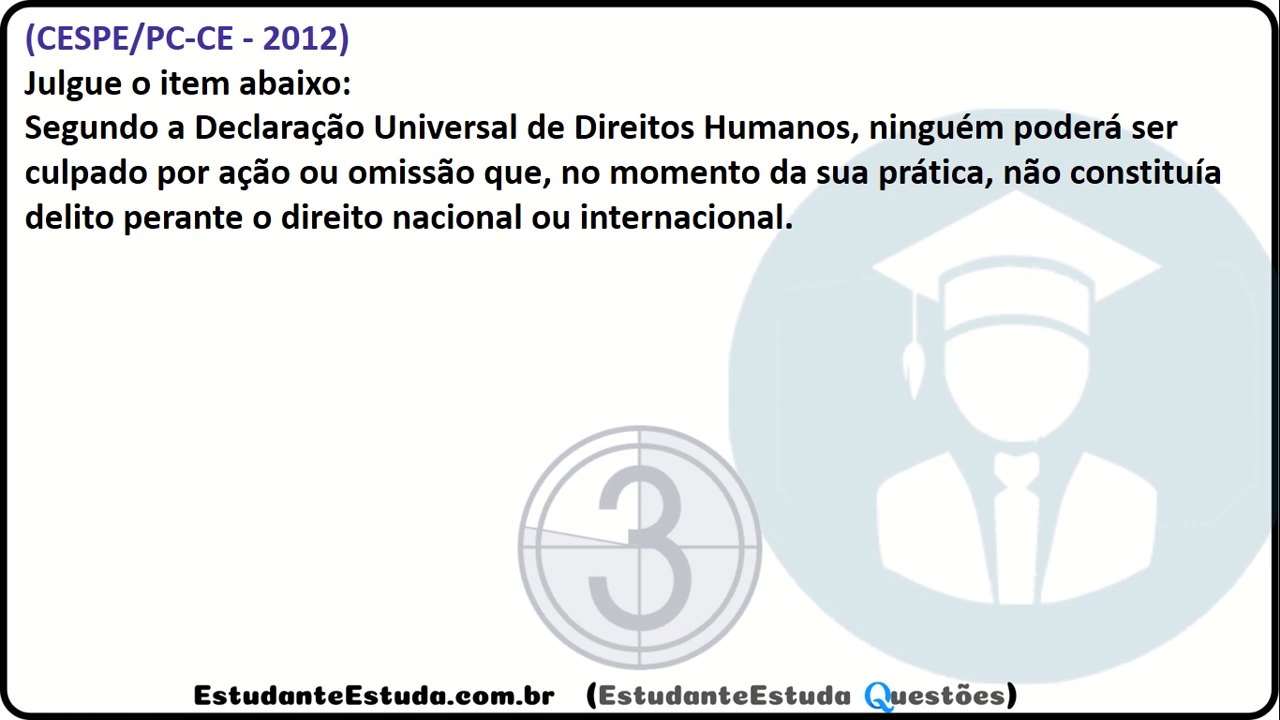 (CESPE/PC-CE - 2012)
Julgue o item abaixo:
Segundo a Declaração Universal de Direitos Humanos, ninguém poderá ser
culpado por ação ou omissão que, no momento da sua prática, não constituía
delito perante o direito nacional ou internacional.
3
EstudanteEstuda.com.br (EstudanteEstuda Questões)